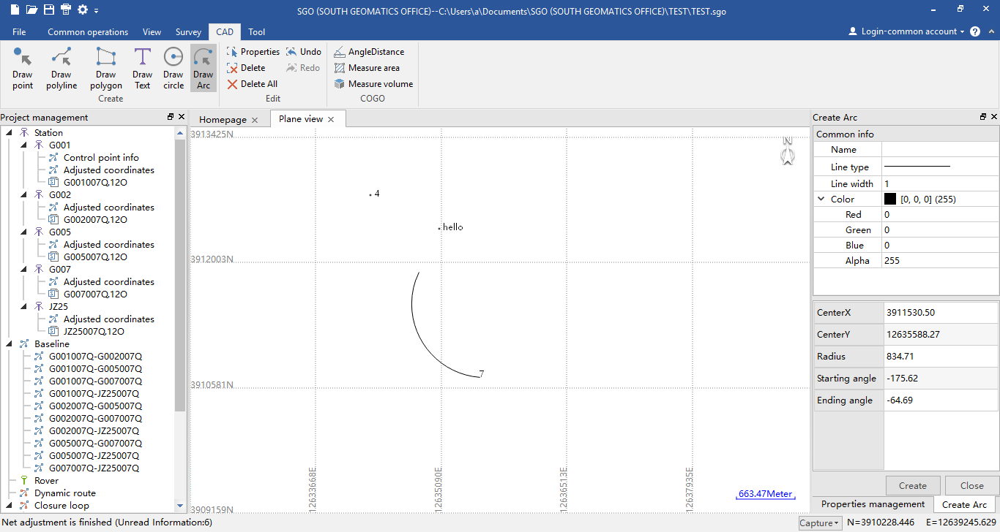 SGO (SOUTH GEOMATICS OFFICE)--C:\Users\a\Documents\SGO (SOUTH GEOMATICS OFFICE)\TEST\TEST.sgo
File Common operations View Survey CAD Tool Login-common account
Draw point
Draw polyline
Draw polygon
Draw Text
Draw circle
Draw Arc
Create
Properties Undo
Delete Redo
Delete All
Edit
AngleDistance
Measure area
Measure volume
COGO
Project management
Station
G001
Control point info
Adjusted coordinates
G001007Q.12O
G002
Adjusted coordinates
G002007Q.12O
G005
Adjusted coordinates
G005007Q.12O
G007
Adjusted coordinates
G007007Q.12O
JZ25
Adjusted coordinates
JZ25007Q.12O
Baseline
G001007Q-G002007Q
G001007Q-G005007Q
G001007Q-G007007Q
G001007Q-JZ25007Q
G002007Q-G005007Q
G002007Q-G007007Q
G002007Q-JZ25007Q
G005007Q-G007007Q
G005007Q-JZ25007Q
G007007Q-JZ25007Q
Rover
Dynamic route
Closure loop
Homepage Plane view
3913425N
N
4
hello
3912003N
7
3910581N
12633668E
12635090E
12636513E
12637935E
663.47Meter
3909159N
Create Arc
Common info
Name
Line type
Line width 1
Color [0, 0, 0] (255)
Red 0
Green 0
Blue 0
Alpha 255
CenterX 3911530.50
CenterY 12635588.27
Radius 834.71
Starting angle -175.62
Ending angle -64.69
Create Close
Properties management Create Arc
Net adjustment is finished (Unread Information:6)
Capture N=3910228.446 E=12639245.629